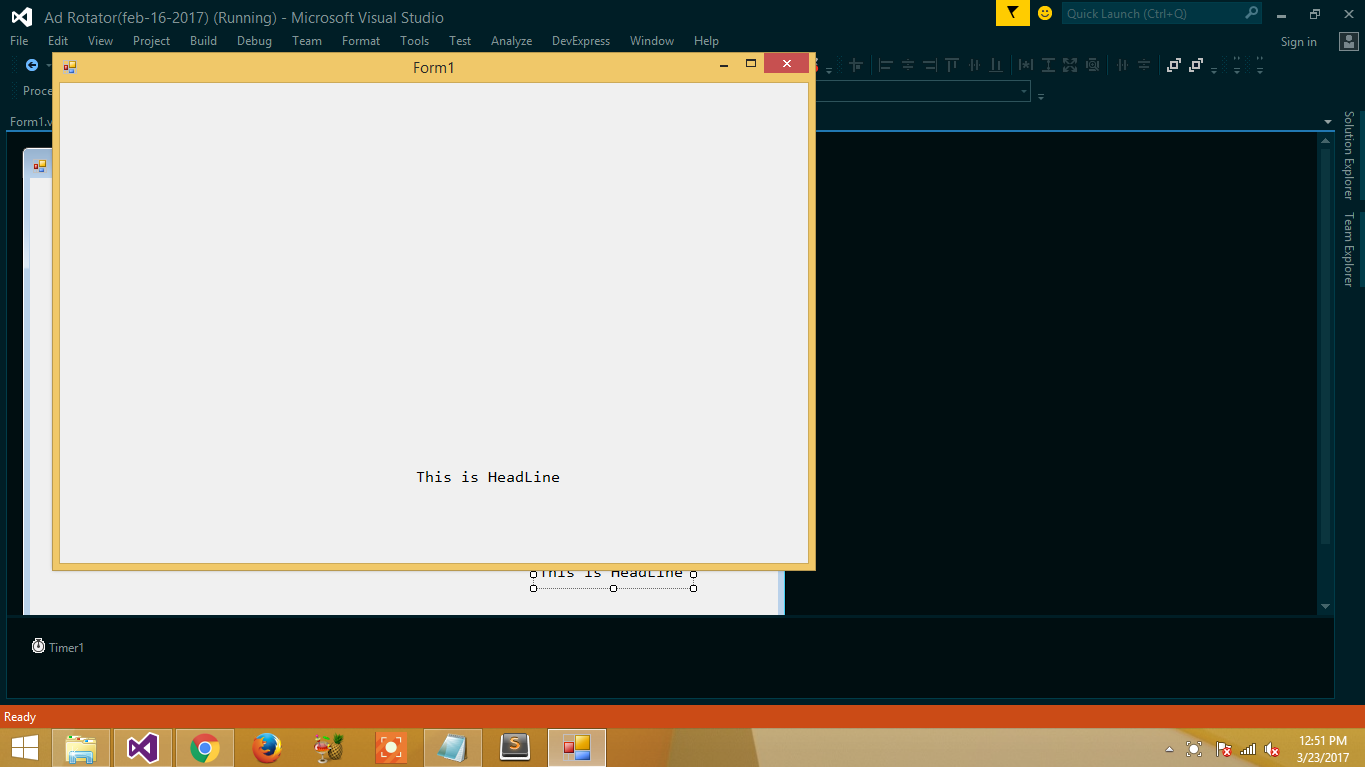 Ad Rotator(feb-16-2017) (Running) - Microsoft Visual Studio
Quick Launch (Ctrl+Q)
File Edit View Project Build Debug Team Format Tools Test Analyze DevExpress Window Help
Sign in
Form1
Proce
Form1.v
Solution Explorer
Team Explorer
This is HeadLine
This is HeadLine
Timer1
Ready
S
12:51 PM
3/23/2017